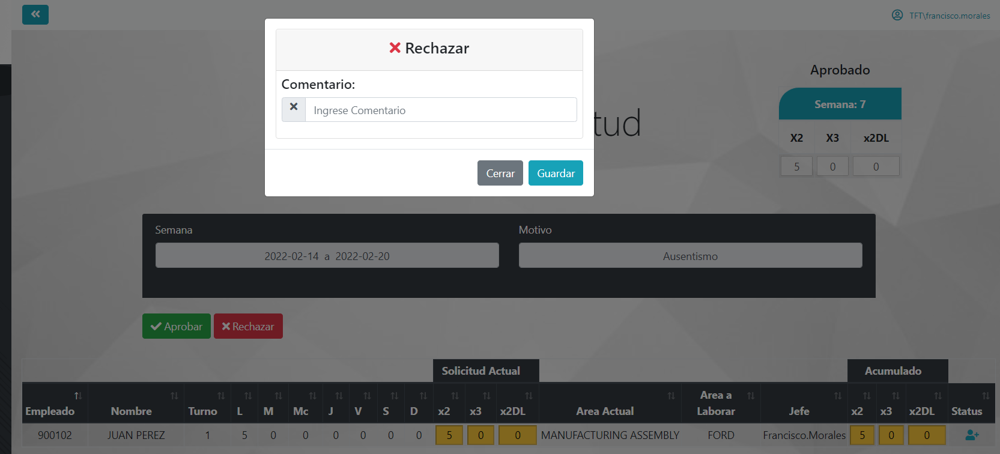 TFT\francisco.morales
Rechazar
Comentario:
Ingrese Comentario
Cerrar Guardar
tud
Aprobado
Semana: 7
X2 X3 x2DL
5 0 0
Semana Motivo
2022-02-14 a 2022-02-20 Ausentismo
Aprobar Rechazar
Solicitud Actual Acumulado
Empleado Nombre Turno L M Mc J V S D x2 x3 x2DL Area Actual Area a Laborar Jefe x2 x3 x2DL Status
900102 JUAN PEREZ 1 5 0 0 0 0 0 0 5 0 0 MANUFACTURING ASSEMBLY FORD Francisco.Morales 5 0 0